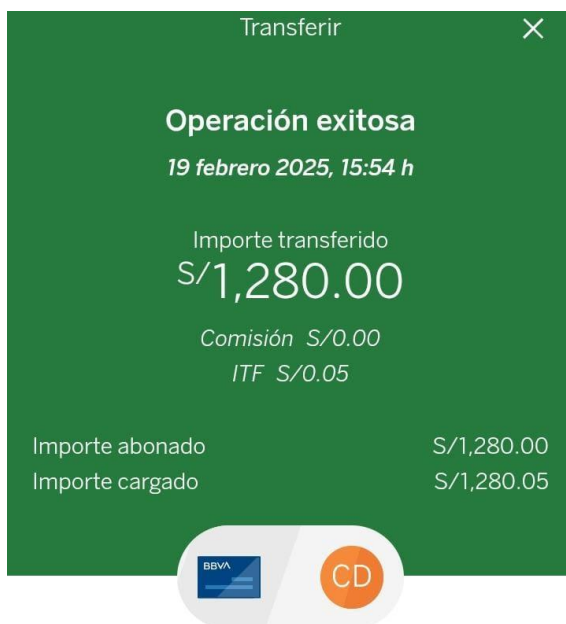 Transferir
Operación exitosa
19 febrero 2025, 15:54 h
Importe transferido
S/1,280.00
Comisión S/0.00
ITF S/0.05
Importe abonado S/1,280.00
Importe cargado S/1,280.05
BBVA
CD